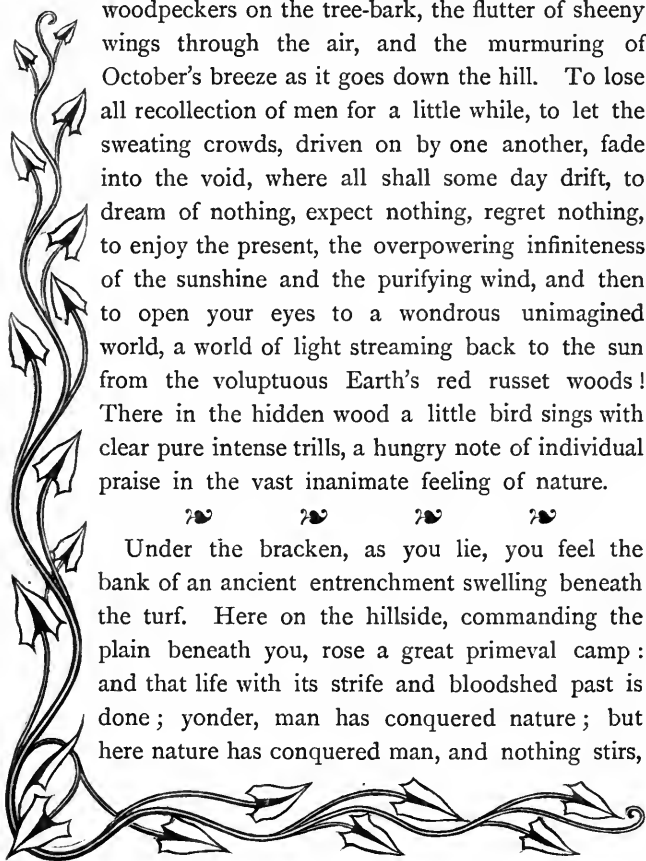 woodpeckers on the tree-bark, the flutter of sheeny
wings through the air, and the murmuring of
October's breeze as it goes down the hill. To lose
all recollection of men for a little while, to let the
sweating crowds, driven on by one another, fade
into the void, where all shall some day drift, to
dream of nothing, expect nothing, regret nothing,
to enjoy the present, the overpowering infiniteness
of the sunshine and the purifying wind, and then
to open your eyes to a wondrous unimagined
world, a world of light streaming back to the sun
from the voluptuous Earth's red russet woods!
There in the hidden wood a little bird sings with
clear pure intense trills, a hungry note of individual
praise in the vast inanimate feeling of nature.
Under the bracken, as you lie, you feel the
bank of an ancient entrenchment swelling beneath
the turf. Here on the hillside, commanding the
plain beneath you, rose a great primeval camp:
and that life with its strife and bloodshed past is
done; yonder, man has conquered nature; but
here nature has conquered man, and nothing stirs,